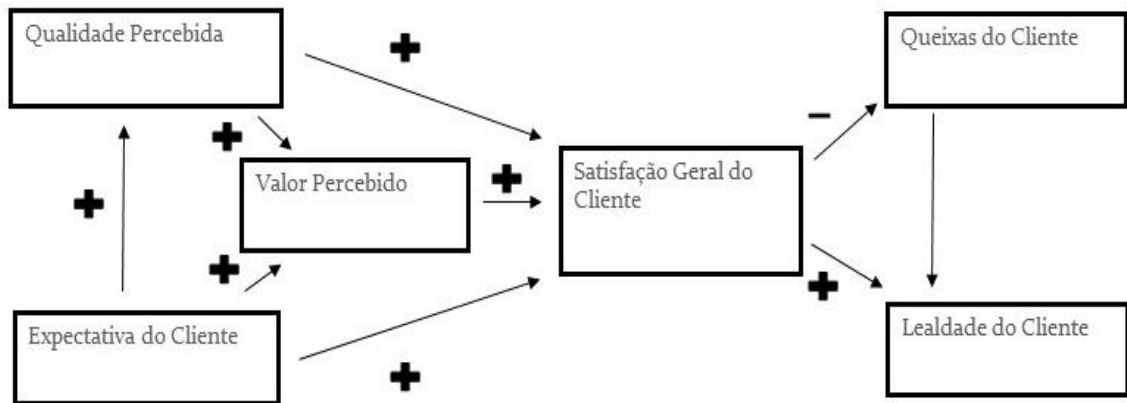 Qualidade Percebida
Queixas do Cliente
+
-
+
Valor Percebido
+
Satisfação Geral do
Cliente
+
+
+
Expectativa do Cliente
Lealdade do Cliente
+